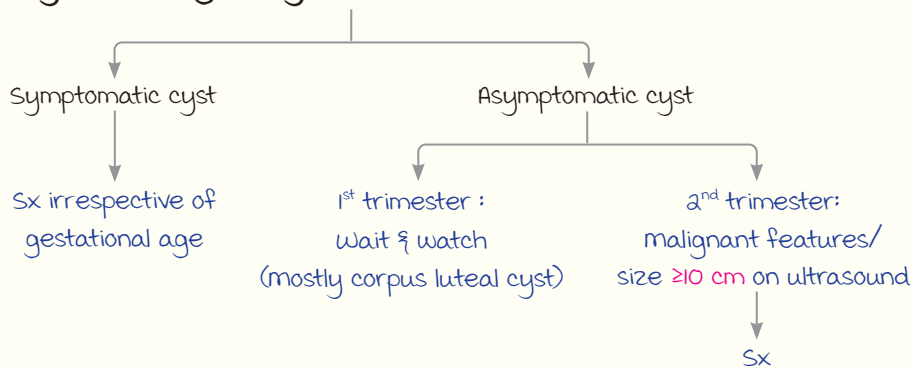 Symptomatic cyst
Asymptomatic cyst
Sx irrespective of
gestational age
1st trimester :
Wait & watch
(mostly corpus luteal cyst)
2nd trimester:
malignant features/
size ≥10 cm on ultrasound
Sx